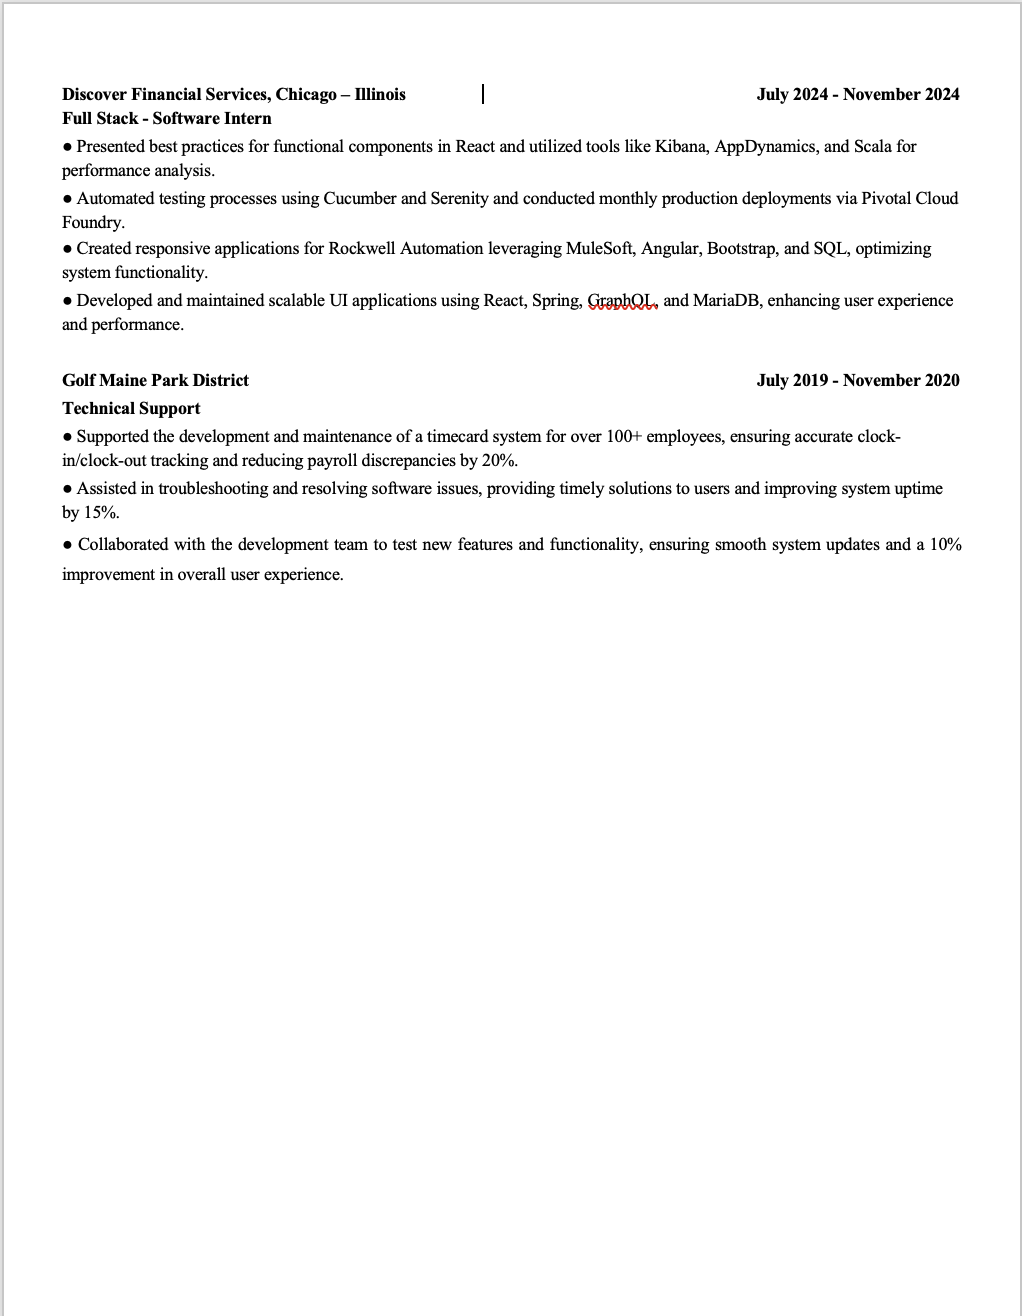 Discover Financial Services, Chicago – Illinois July 2024 - November 2024
Full Stack - Software Intern
● Presented best practices for functional components in React and utilized tools like Kibana, AppDynamics, and Scala for
performance analysis.
● Automated testing processes using Cucumber and Serenity and conducted monthly production deployments via Pivotal Cloud
Foundry.
● Created responsive applications for Rockwell Automation leveraging MuleSoft, Angular, Bootstrap, and SQL, optimizing
system functionality.
● Developed and maintained scalable UI applications using React, Spring, GraphQL, and MariaDB, enhancing user experience
and performance.
Golf Maine Park District July 2019 - November 2020
Technical Support
● Supported the development and maintenance of a timecard system for over 100+ employees, ensuring accurate clock-
in/clock-out tracking and reducing payroll discrepancies by 20%.
● Assisted in troubleshooting and resolving software issues, providing timely solutions to users and improving system uptime
by 15%.
● Collaborated with the development team to test new features and functionality, ensuring smooth system updates and a 10%
improvement in overall user experience.